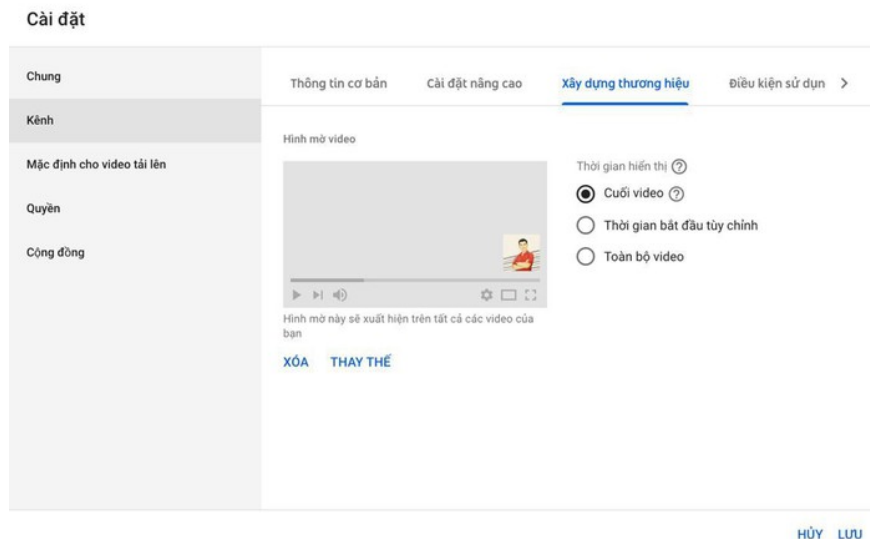 Cài đặt
Chung
Kênh
Mặc định cho video tải lên
Quyền
Cộng đồng
Thông tin cơ bản
Cài đặt nâng cao
Xây dựng thương hiệu
Điều kiện sử dụn
Hình mờ video
Hình mờ này sẽ xuất hiện trên tất cả các video của
bạn
XÓA
THAY THẾ
Thời gian hiển thị
Cuối video
Thời gian bắt đầu tùy chỉnh
Toàn bộ video
HỦY
LƯU